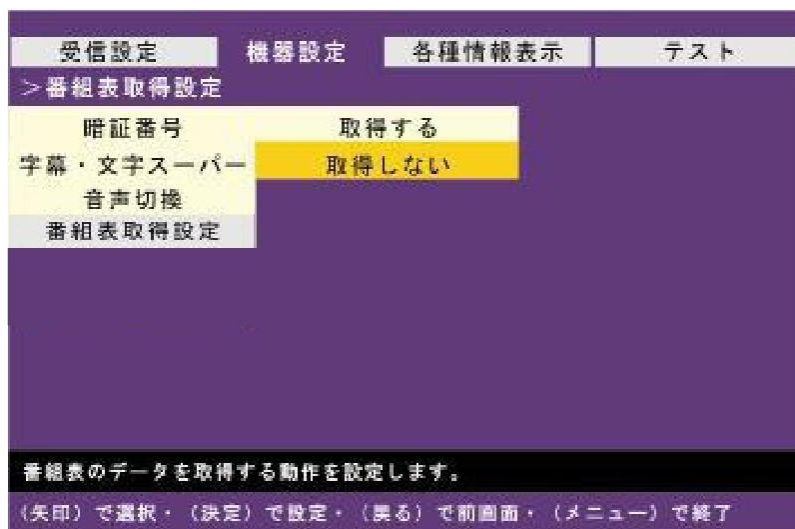 受信設定 機器設定 各種情報表示 テスト
＞番組表取得設定
暗証番号 取得する
字幕・文字スーパー 取得しない
音声切換
番組表取得設定
番組表のデータを取得する動作を設定します。
（矢印）で選択・（決定）で設定・（戻る）で前画面・（メニュー）で終了